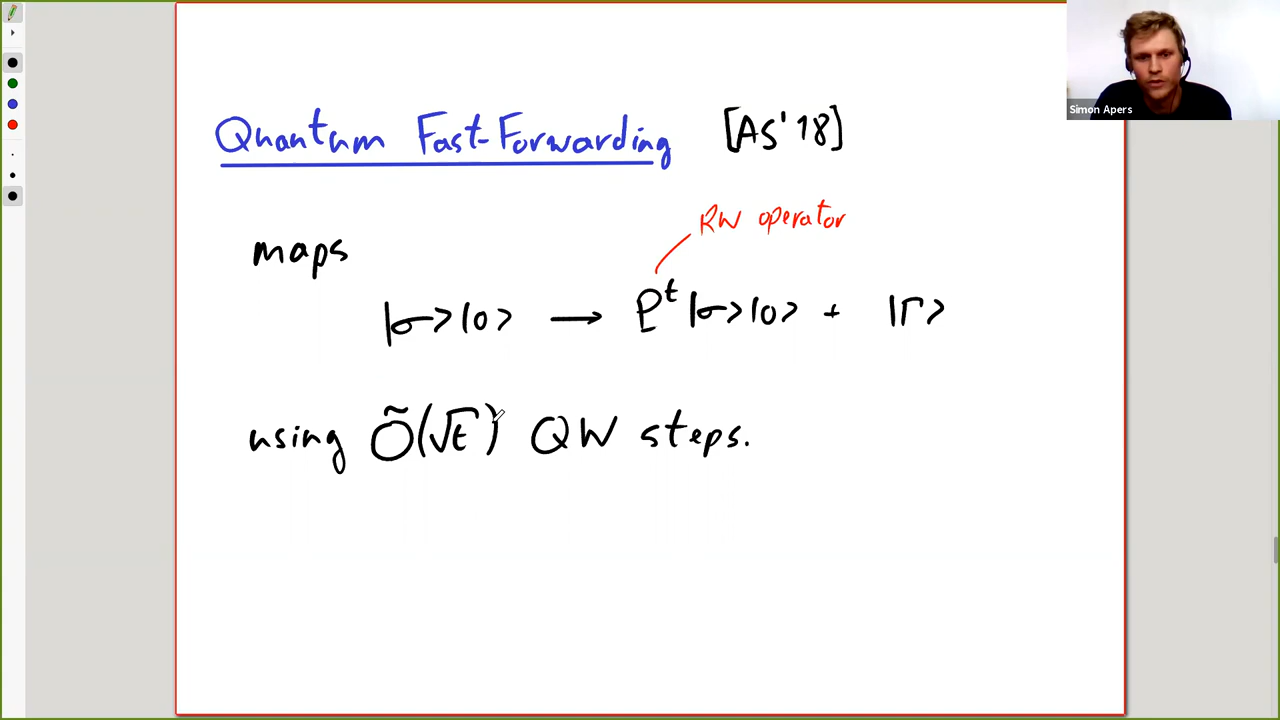 Simon Apers
Quantum Fast-Forwarding [AS'18]
RW operator
maps
|σ>|0> → P^t |σ>|0> + |Γ>
using Õ(√t) QW steps.